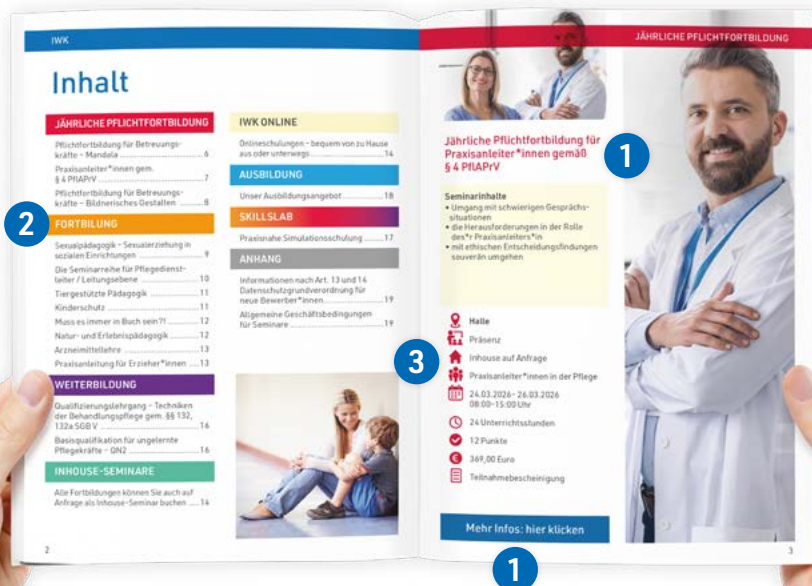 IWK
Inhalt
JÄHRLICHE PFLICHTFORTBILDUNG
Pflichtfortbildung für Betreuungs-
kräfte – Mandala ..... 6
Praxisanleiter*innen gem.
§ 4 PflAPrV ..... 7
Pflichtfortbildung für Betreuungs-
kräfte – Bildnerisches Gestalten ..... 8
2
FORTBILUNG
Sexualpädagogik – Sexualerziehung in
sozialen Einrichtungen ..... 9
Die Seminarreihe für Pflegedienst-
leiter / Leitungsebene ..... 10
Tiergestützte Pädagogik ..... 11
Kinderschutz ..... 11
Muss es immer in Buch sein?! ..... 12
Natur- und Erlebnispädagogik ..... 12
Arzneimittellehre ..... 13
Praxisanleitung für Erzieher*innen ..... 13
WEITERBILDUNG
Qualifizierungslehrgang – Techniken
der Behandlungspflege gem. §§ 132,
132a SGB V ..... 16
Basisqualifikation für ungelernte
Pflegekräfte – QN2 ..... 16
INHOUSE-SEMINARE
Alle Fortbildungen können Sie auch auf
Anfrage als Inhouse-Seminar buchen ..... 14
2
IWK ONLINE
Onlineschulungen – bequem von zu Hause
aus oder unterwegs ..... 14
AUSBILDUNG
Unser Ausbildungsangebot ..... 18
SKILLSLAB
Praxisnahe Simulationsschulung ..... 17
ANHANG
Informationen nach Art. 13 und 14
Datenschutzgrundverordnung für
neue Bewerber*innen ..... 19
Allgemeine Geschäftsbedingungen
für Seminare ..... 19
JÄHRLICHE PFLICHTFORTBILDUNG
Jährliche Pflichtfortbildung für
Praxisanleiter*innen gemäß
§ 4 PflAPrV
1
Seminarinhalte
• Umgang mit schwierigen Gesprächs-
situationen
• die Herausforderungen in der Rolle
des*r Praxisanleiters*in
• mit ethischen Entscheidungsfindungen
souverän umgehen
Halle
Präsenz
3
Inhouse auf Anfrage
Praxisanleiter*innen in der Pflege
24.03.2026– 26.03.2026
08:00–15:00 Uhr
24 Unterrichtsstunden
12 Punkte
369,00 Euro
Teilnahmebescheinigung
Mehr Infos: hier klicken
3
1